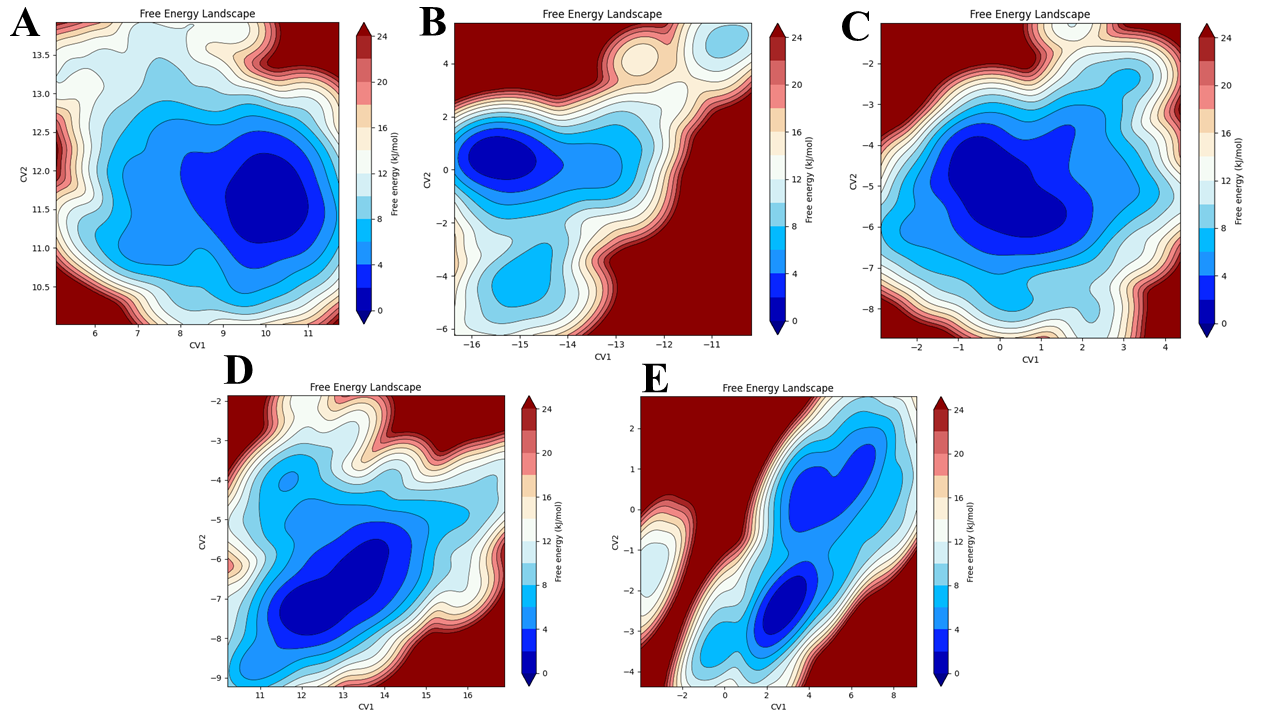 A
Free Energy Landscape
13.5
13.0
12.5
12.0
11.5
11.0
10.5
CV2
6 7 8 9 10 11
CV1
24
20
16
12
8
4
0
Free energy (kJ/mol)
B
Free Energy Landscape
4
2
0
−2
−4
−6
CV2
−16 −15 −14 −13 −12 −11
CV1
24
20
16
12
8
4
0
Free energy (kJ/mol)
C
Free Energy Landscape
−2
−3
−4
−5
−6
−7
−8
CV2
−2 −1 0 1 2 3 4
CV1
24
20
16
12
8
4
0
Free energy (kJ/mol)
D
Free Energy Landscape
−2
−3
−4
−5
−6
−7
−8
−9
CV2
11 12 13 14 15 16
CV1
24
20
16
12
8
4
0
Free energy (kJ/mol)
E
Free Energy Landscape
2
1
0
−1
−2
−3
−4
CV2
−2 0 2 4 6 8
CV1
24
20
16
12
8
4
0
Free energy (kJ/mol)